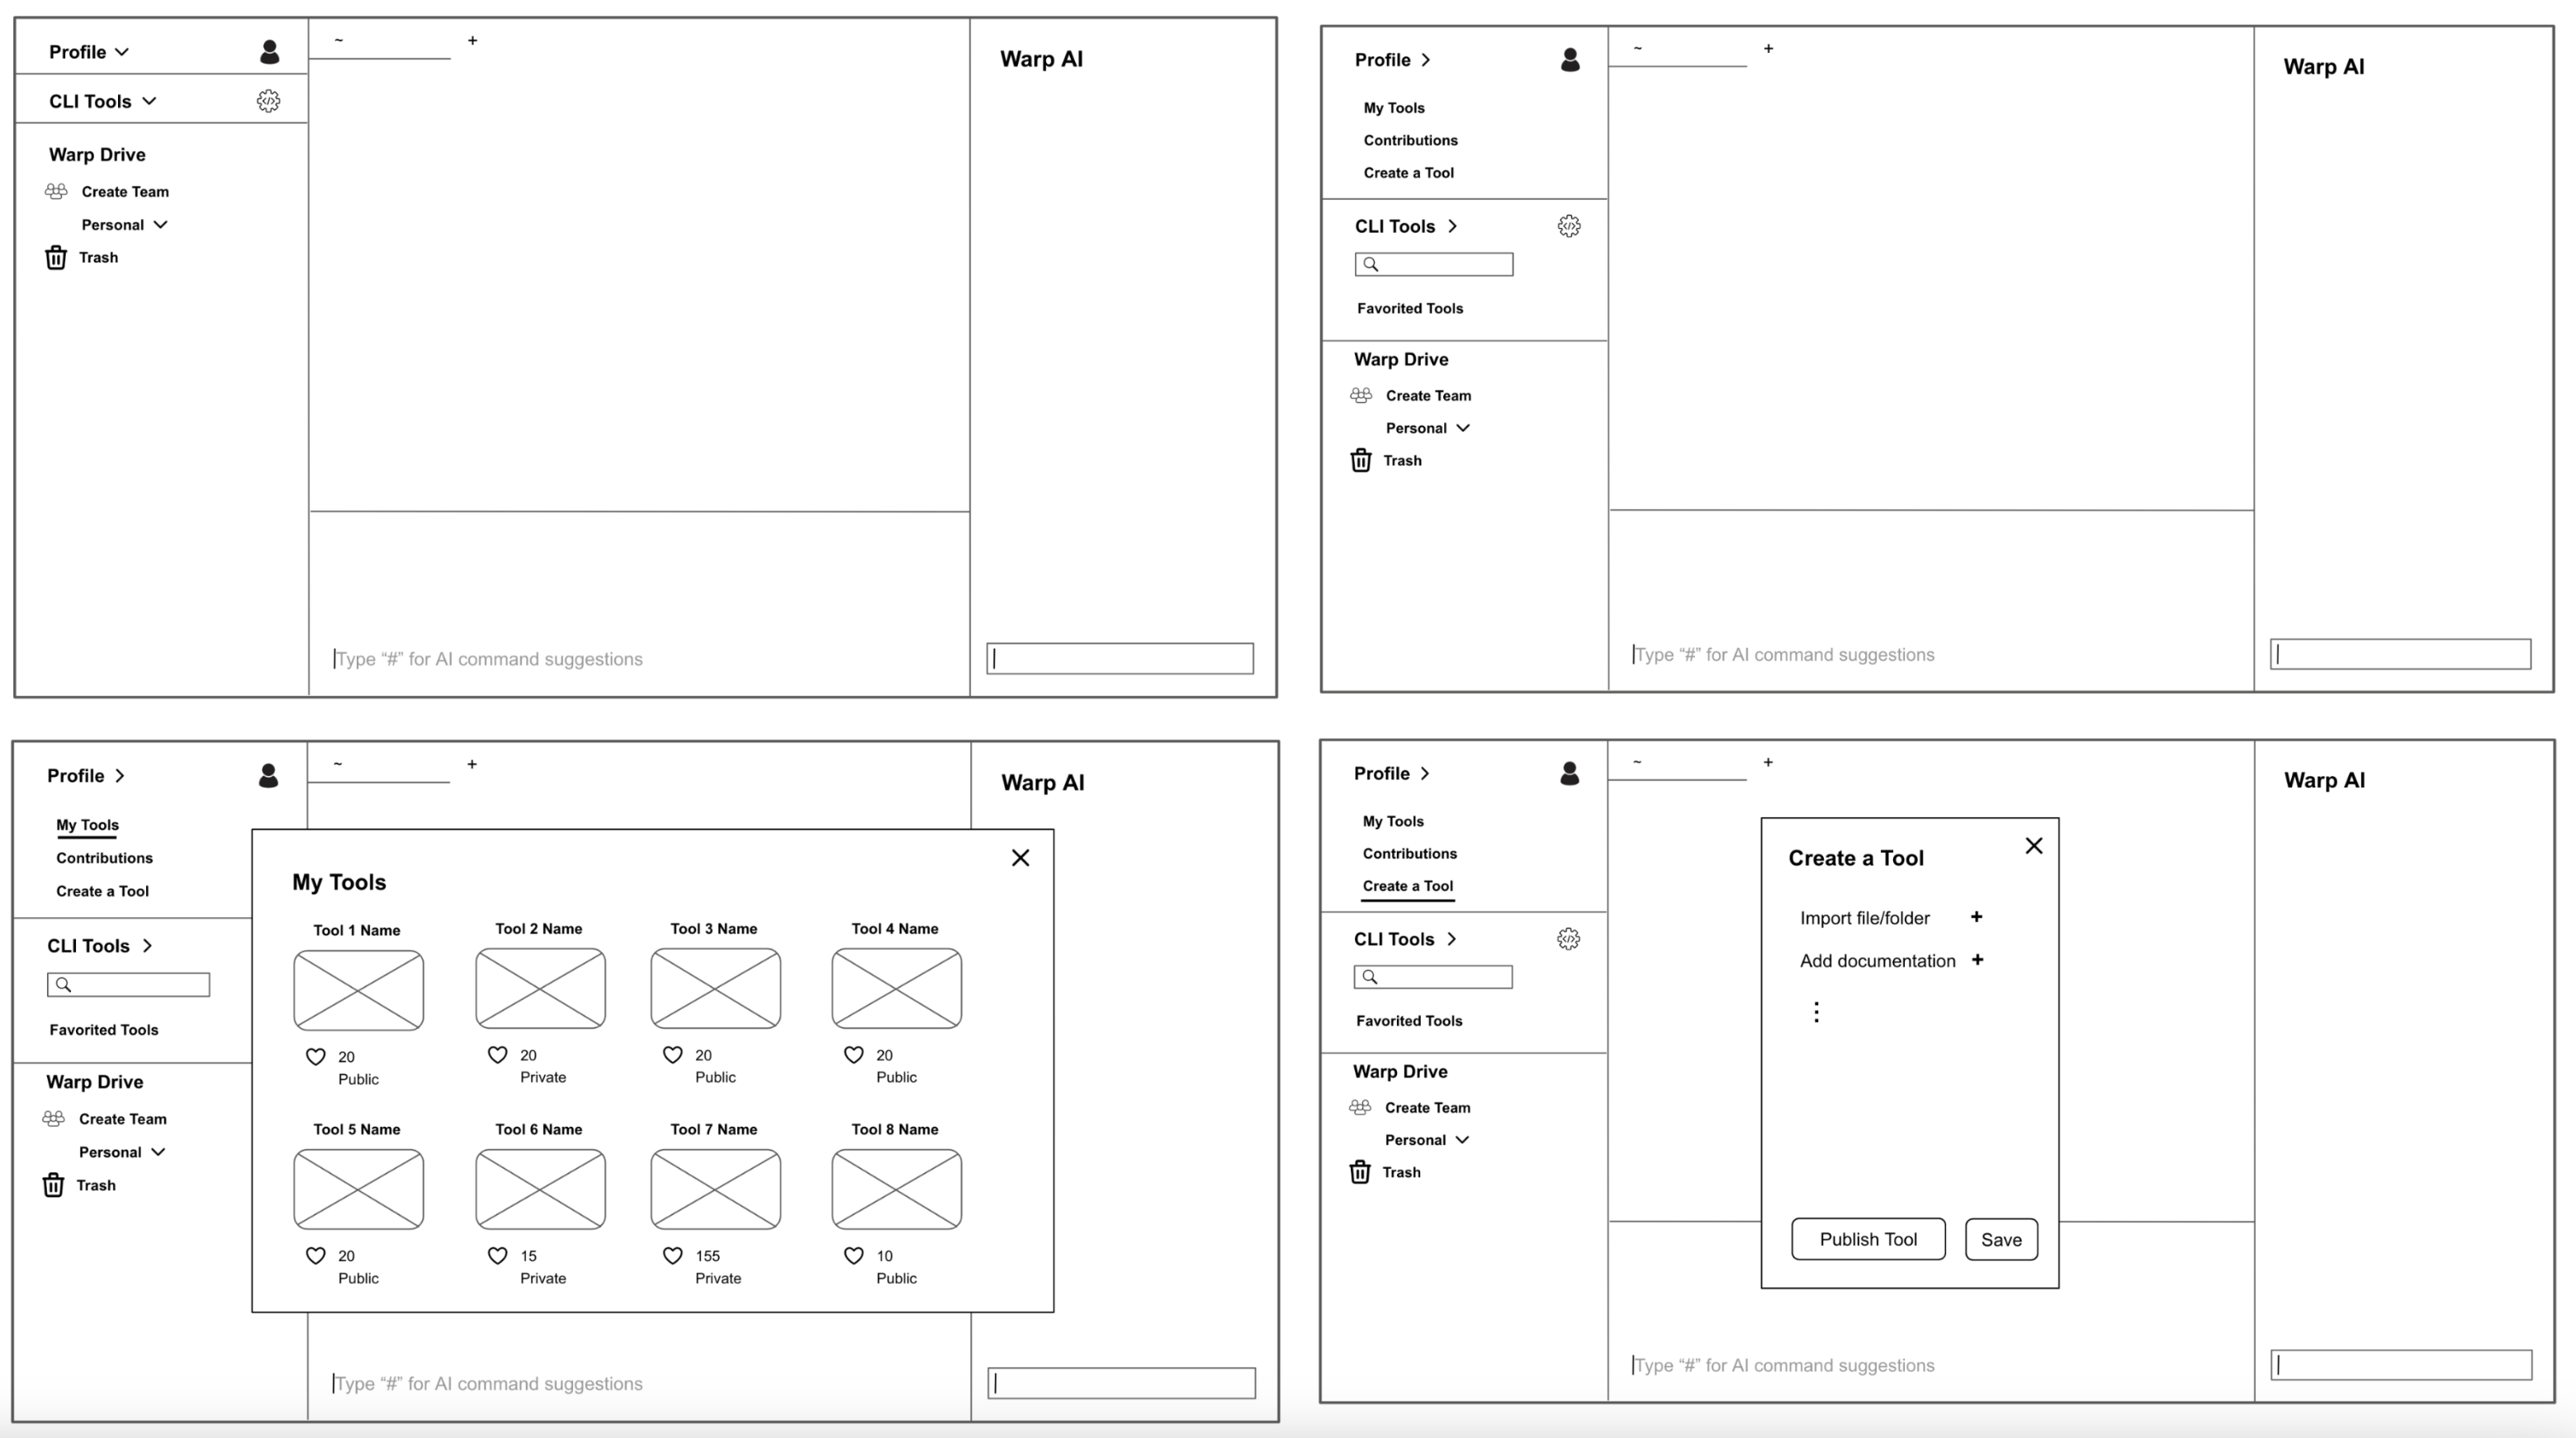 Profile
~ +
Warp AI
CLI Tools
Warp Drive
Create Team
Personal
Trash
Type “#” for AI command suggestions
Profile
~ +
Warp AI
My Tools
Contributions
Create a Tool
CLI Tools
Favorited Tools
Warp Drive
Create Team
Personal
Trash
Type “#” for AI command suggestions
Profile
~ +
Warp AI
My Tools
Contributions
Create a Tool
CLI Tools
Favorited Tools
Warp Drive
Create Team
Personal
Trash
My Tools
Tool 1 Name Tool 2 Name Tool 3 Name Tool 4 Name
20 20 20 20
Public Private Public Public
Tool 5 Name Tool 6 Name Tool 7 Name Tool 8 Name
20 15 155 10
Public Private Private Public
Type “#” for AI command suggestions
Profile
~ +
Warp AI
My Tools
Contributions
Create a Tool
CLI Tools
Favorited Tools
Warp Drive
Create Team
Personal
Trash
Create a Tool
Import file/folder +
Add documentation +
Publish Tool Save
Type “#” for AI command suggestions